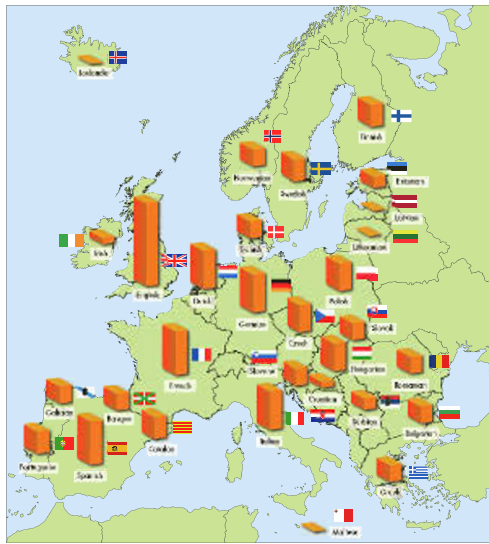 Icelandic
Finnish
Norwegian
Swedish
Estonian
Latvian
Lithuanian
Irish
English
Danish
Dutch
German
Polish
Czech
Slovak
French
Slovene
Hungarian
Romanian
Galician
Basque
Croatian
Serbian
Bulgarian
Portuguese
Spanish
Catalan
Italian
Greek
Maltese